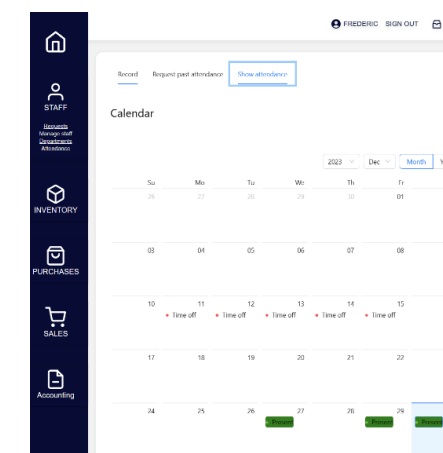 FREDERIC SIGN OUT
STAFF
Requests
Manage staff
Departments
Attendance
INVENTORY
PURCHASES
SALES
Accounting
Record Request past attendance Show attendance
Calendar
2023 Dec Month Y
Su Mo Tu We Th Fr
26 27 28 29 30 01
03 04 05 06 07 08
10 11 12 13 14 15
Time off Time off Time off Time off Time off
17 18 19 20 21 22
24 25 26 27 28 29
Present Present Present